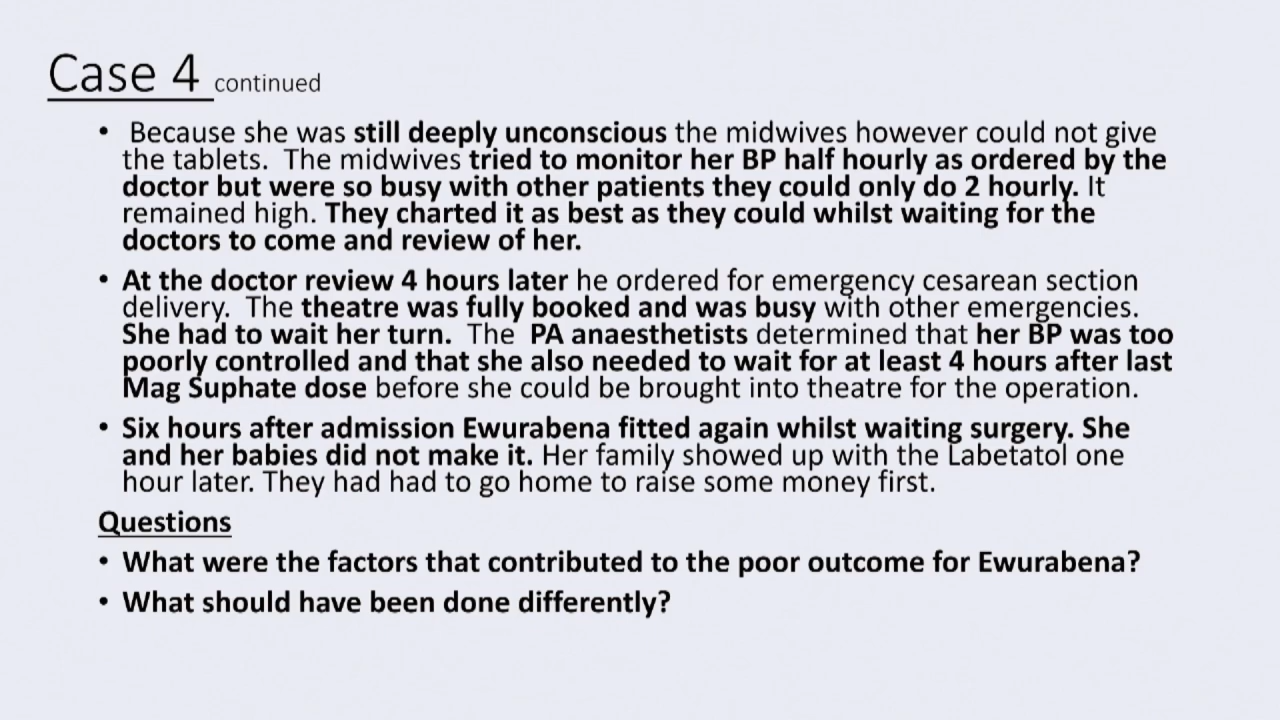 Case 4 continued
• Because she was still deeply unconscious the midwives however could not give
the tablets. The midwives tried to monitor her BP half hourly as ordered by the
doctor but were so busy with other patients they could only do 2 hourly. It
remained high. They charted it as best as they could whilst waiting for the
doctors to come and review of her.
• At the doctor review 4 hours later he ordered for emergency cesarean section
delivery. The theatre was fully booked and was busy with other emergencies.
She had to wait her turn. The PA anaesthetists determined that her BP was too
poorly controlled and that she also needed to wait for at least 4 hours after last
Mag Suphate dose before she could be brought into theatre for the operation.
• Six hours after admission Ewurabena fitted again whilst waiting surgery. She
and her babies did not make it. Her family showed up with the Labetatol one
hour later. They had had to go home to raise some money first.
Questions
• What were the factors that contributed to the poor outcome for Ewurabena?
• What should have been done differently?